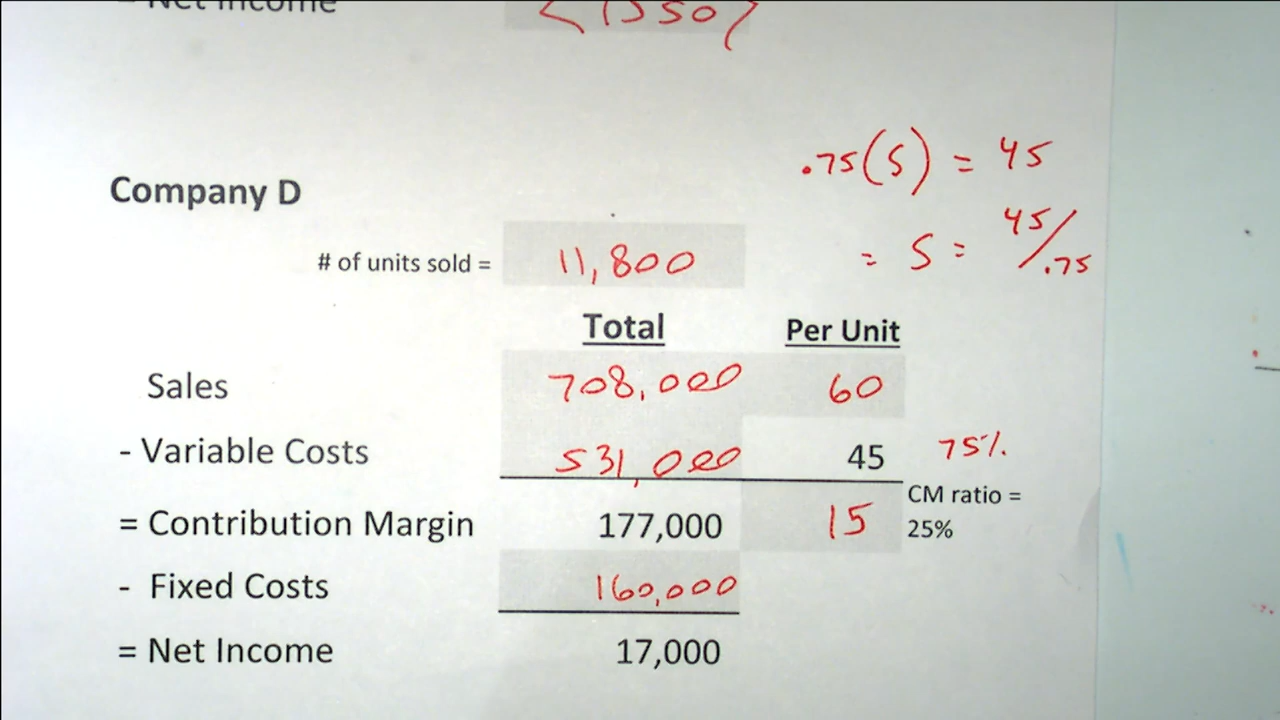 = Net Income <1350>
.75(S) = 45
Company D
= S = 45/.75
# of units sold = 11,800
Total Per Unit
Sales 708,000 60
- Variable Costs 531,000 45 75%
= Contribution Margin 177,000 15 CM ratio =
25%
- Fixed Costs 160,000
= Net Income 17,000